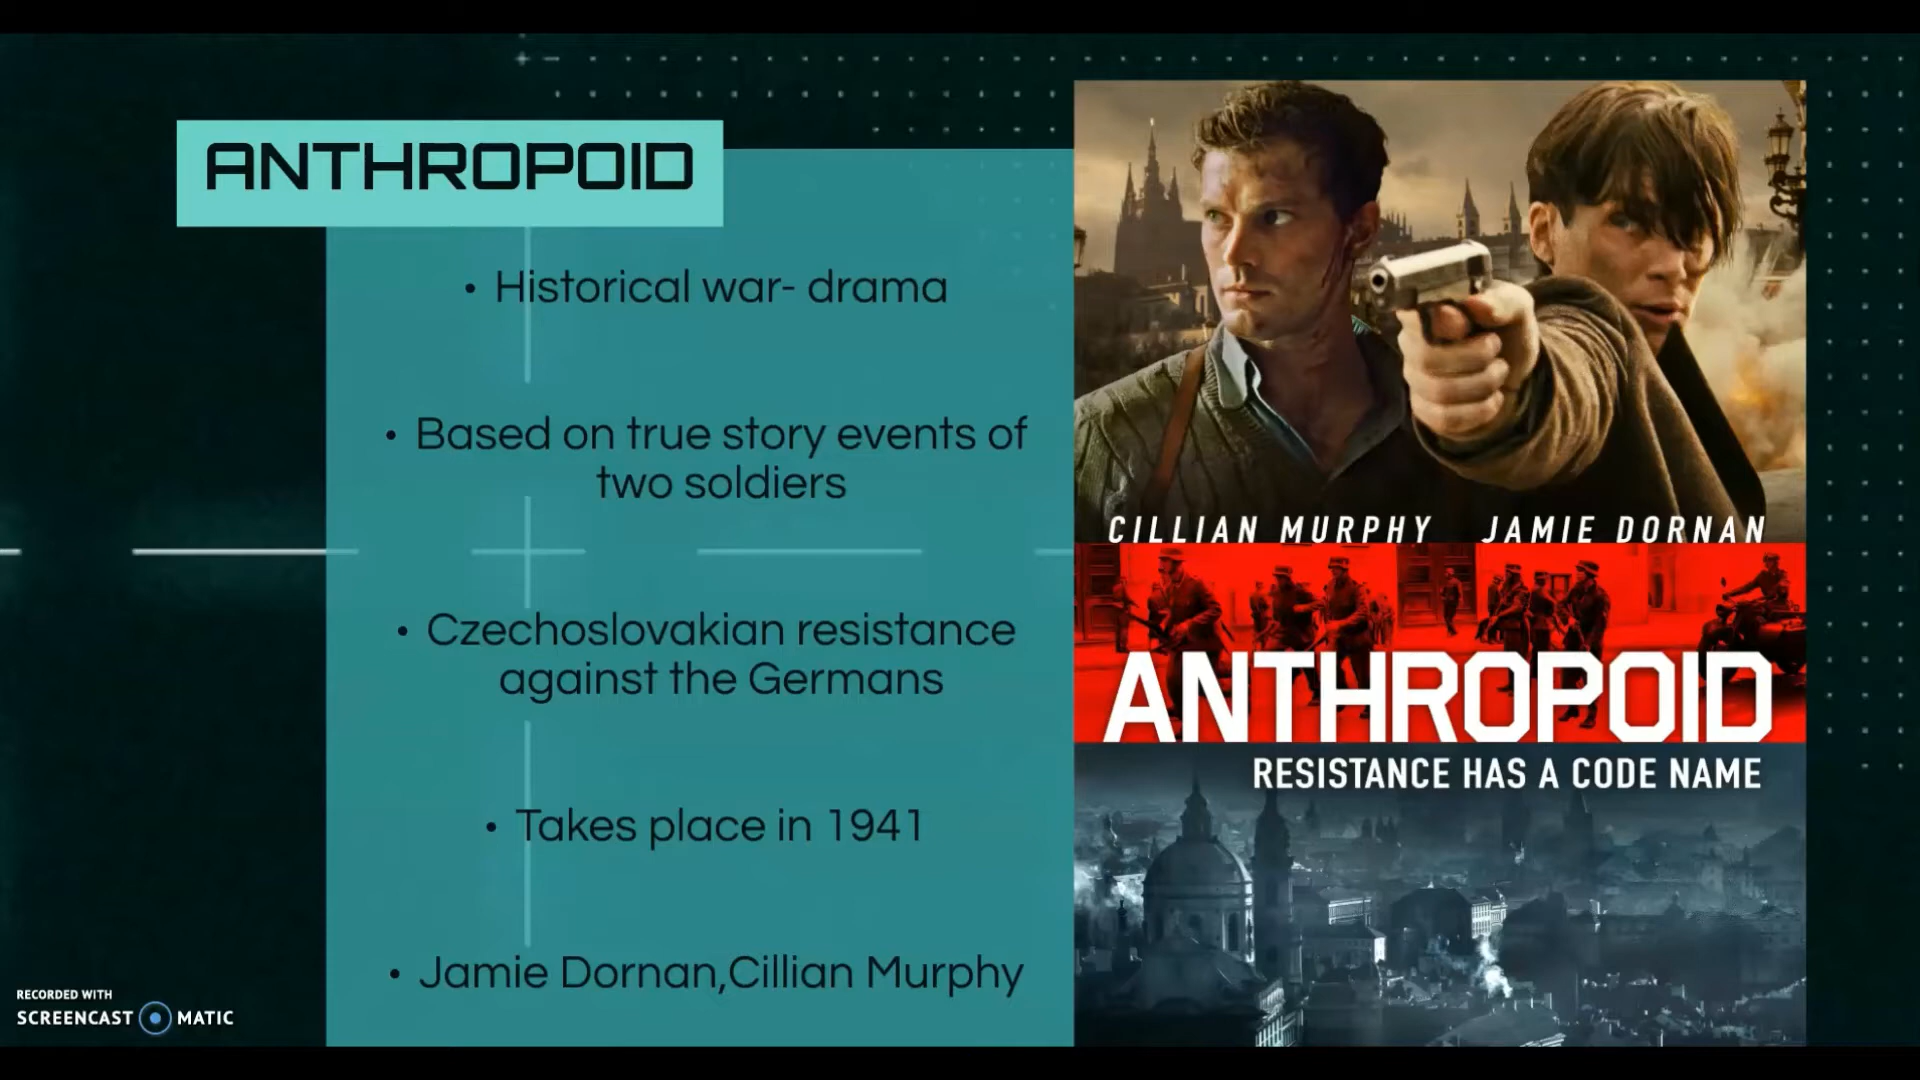 ANTHROPOID
• Historical war- drama
• Based on true story events of
two soldiers
• Czechoslovakian resistance
against the Germans
• Takes place in 1941
• Jamie Dornan,Cillian Murphy
CILLIAN MURPHY JAMIE DORNAN
ANTHROPOID
RESISTANCE HAS A CODE NAME
RECORDED WITH
SCREENCAST MATIC